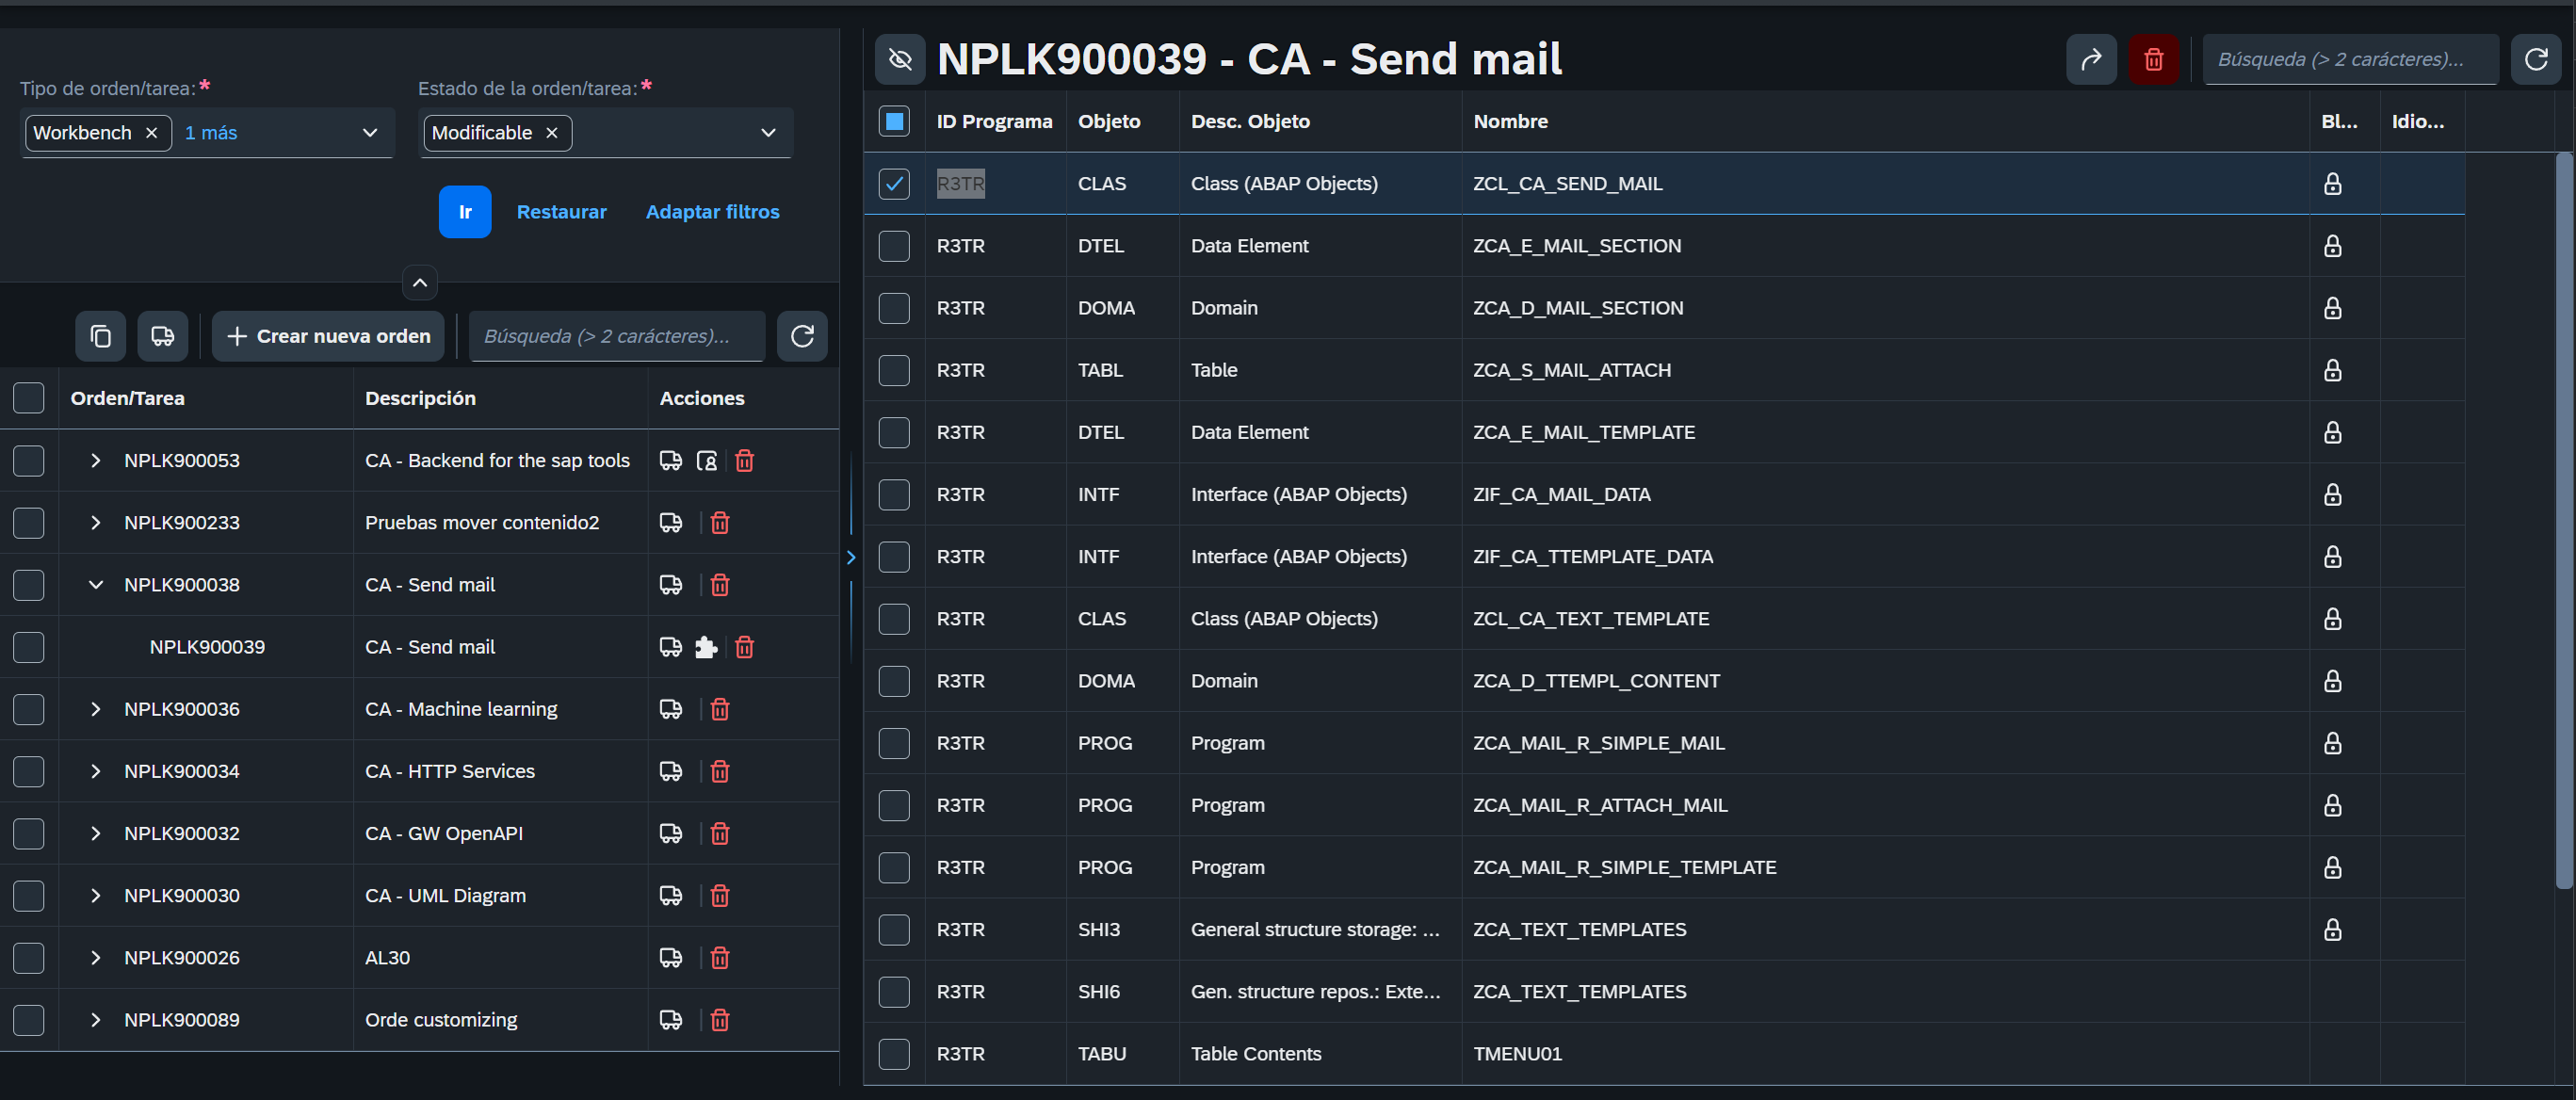 Tipo de orden/tarea:*
Estado de la orden/tarea:*
Workbench
1 más
Modificable
Ir
Restaurar
Adaptar filtros
Crear nueva orden
Búsqueda (> 2 carácteres)...
Orden/Tarea Descripción Acciones
NPLK900053 CA - Backend for the sap tools
NPLK900233 Pruebas mover contenido2
NPLK900038 CA - Send mail
NPLK900039 CA - Send mail
NPLK900036 CA - Machine learning
NPLK900034 CA - HTTP Services
NPLK900032 CA - GW OpenAPI
NPLK900030 CA - UML Diagram
NPLK900026 AL30
NPLK900089 Orde customizing
NPLK900039 - CA - Send mail
Búsqueda (> 2 carácteres)...
ID Programa Objeto Desc. Objeto Nombre Bl... Idio...
R3TR CLAS Class (ABAP Objects) ZCL_CA_SEND_MAIL
R3TR DTEL Data Element ZCA_E_MAIL_SECTION
R3TR DOMA Domain ZCA_D_MAIL_SECTION
R3TR TABL Table ZCA_S_MAIL_ATTACH
R3TR DTEL Data Element ZCA_E_MAIL_TEMPLATE
R3TR INTF Interface (ABAP Objects) ZIF_CA_MAIL_DATA
R3TR INTF Interface (ABAP Objects) ZIF_CA_TTEMPLATE_DATA
R3TR CLAS Class (ABAP Objects) ZCL_CA_TEXT_TEMPLATE
R3TR DOMA Domain ZCA_D_TTEMPL_CONTENT
R3TR PROG Program ZCA_MAIL_R_SIMPLE_MAIL
R3TR PROG Program ZCA_MAIL_R_ATTACH_MAIL
R3TR PROG Program ZCA_MAIL_R_SIMPLE_TEMPLATE
R3TR SHI3 General structure storage: ... ZCA_TEXT_TEMPLATES
R3TR SHI6 Gen. structure repos.: Exte... ZCA_TEXT_TEMPLATES
R3TR TABU Table Contents TMENU01